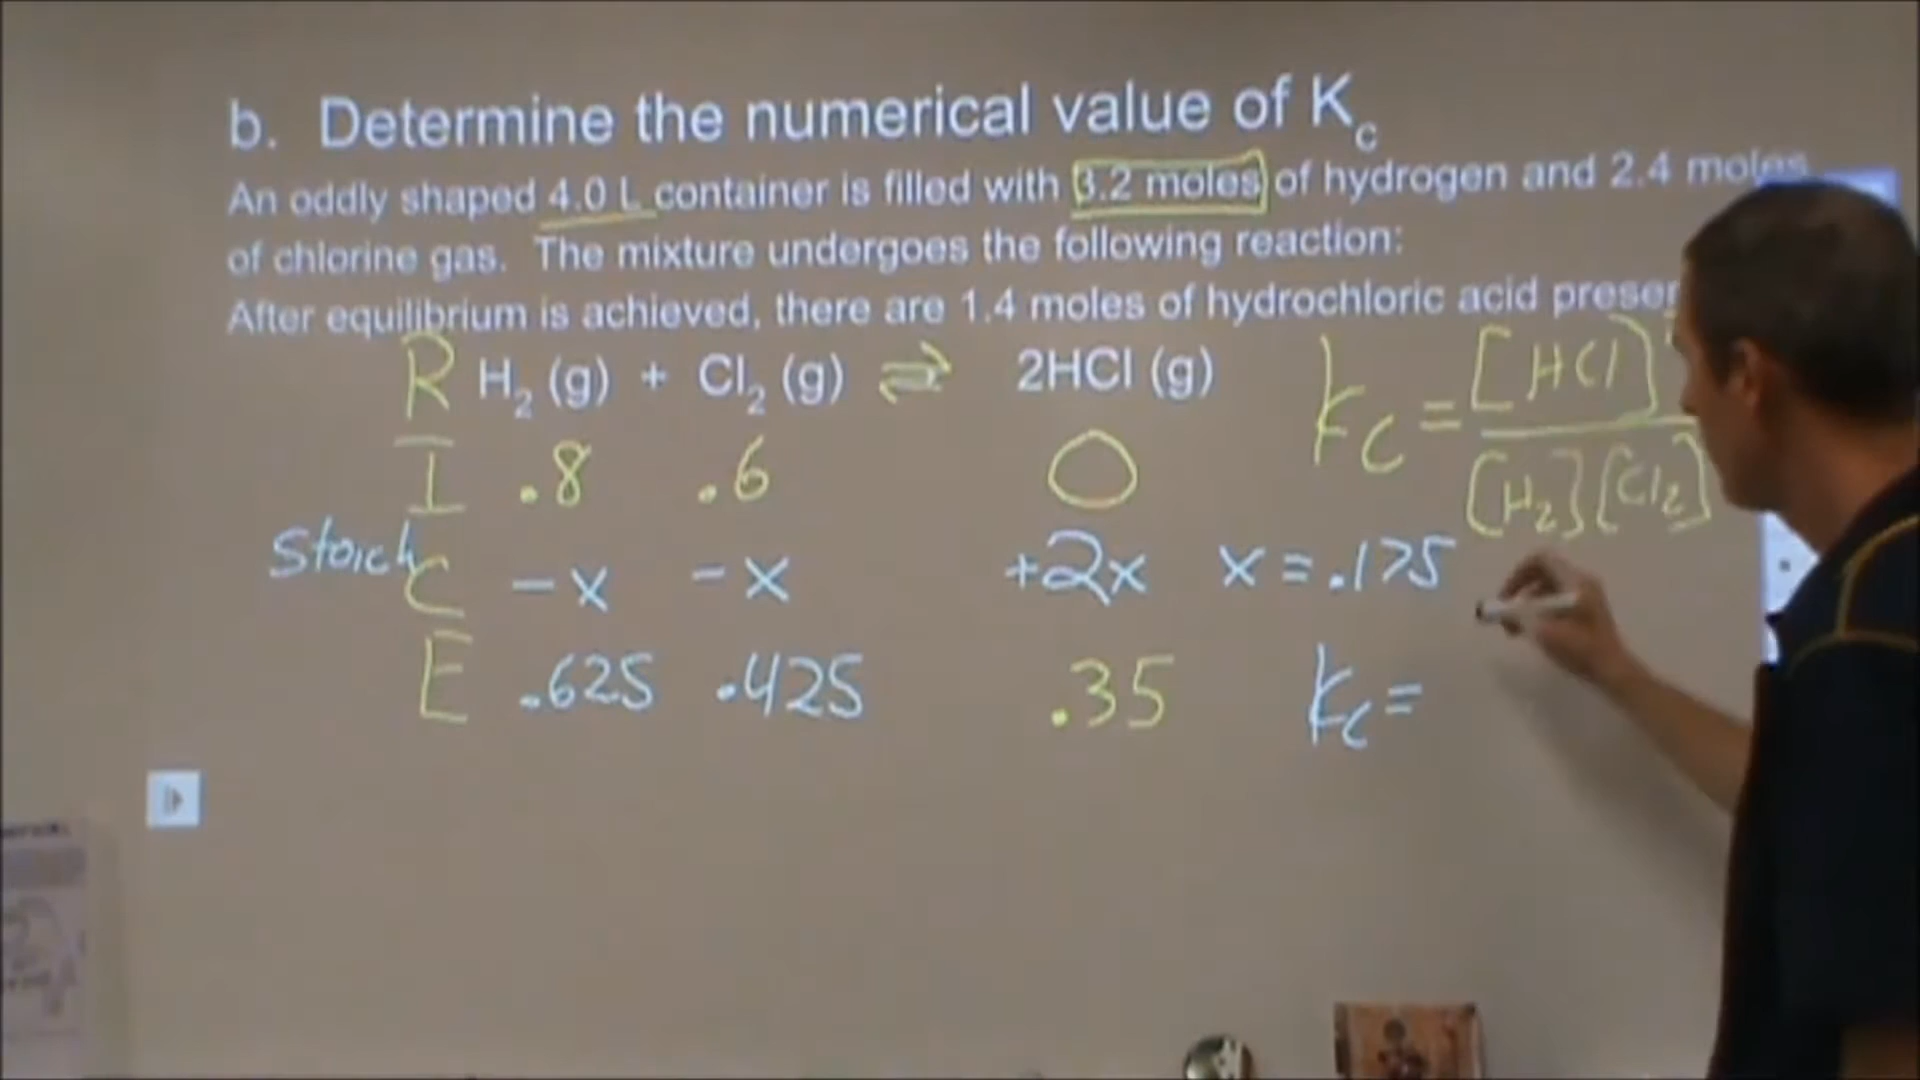 b. Determine the numerical value of Kc
An oddly shaped 4.0 L container is filled with 3.2 moles of hydrogen and 2.4 moles
of chlorine gas. The mixture undergoes the following reaction:
After equilibrium is achieved, there are 1.4 moles of hydrochloric acid
R H₂ (g) + Cl₂ (g) ⇌ 2HCl (g) Kc = [HCl] / [H₂][Cl₂]
I .8 .6 0
Stoich C - x - x +2x x = .175
E .625 .425 .35 Kc =